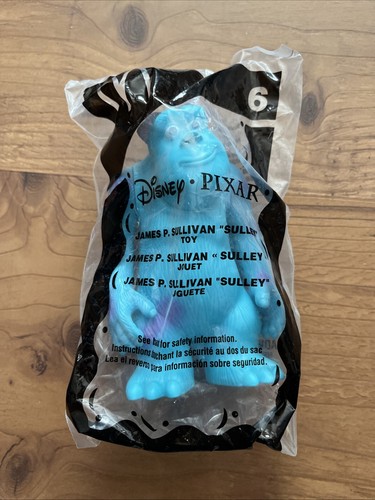 6
Disney · PIXAR
JAMES P. SULLIVAN "SULLEY"
TOY
JAMES P. SULLIVAN "SULLEY
JOUET
JAMES P. SULLIVAN "SULLEY"
JUGUETE
See for safety information.
Instructions touchant la sécurité au dos du sac.
Lea el reverso para información sobre seguridad.